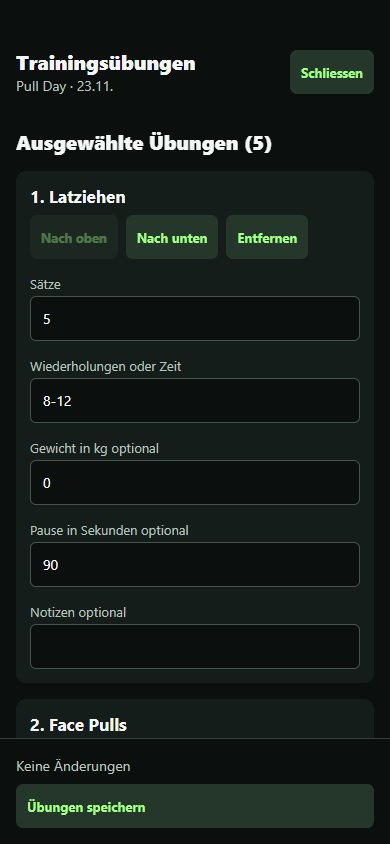 Trainingsübungen
Schliessen
Pull Day · 23.11.
Ausgewählte Übungen (5)
1. Latziehen
Nach oben
Nach unten
Entfernen
Sätze
5
Wiederholungen oder Zeit
8-12
Gewicht in kg optional
0
Pause in Sekunden optional
90
Notizen optional
2. Face Pulls
Keine Änderungen
Übungen speichern